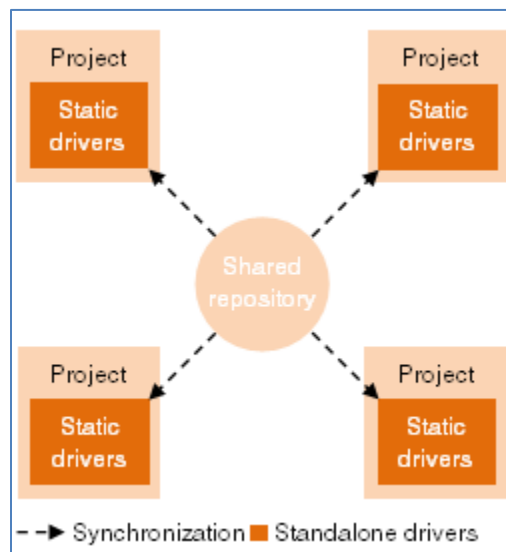 Project
Static
drivers
Project
Static
drivers
Shared
repository
Project
Static
drivers
Project
Static
drivers
Synchronization
Standalone drivers